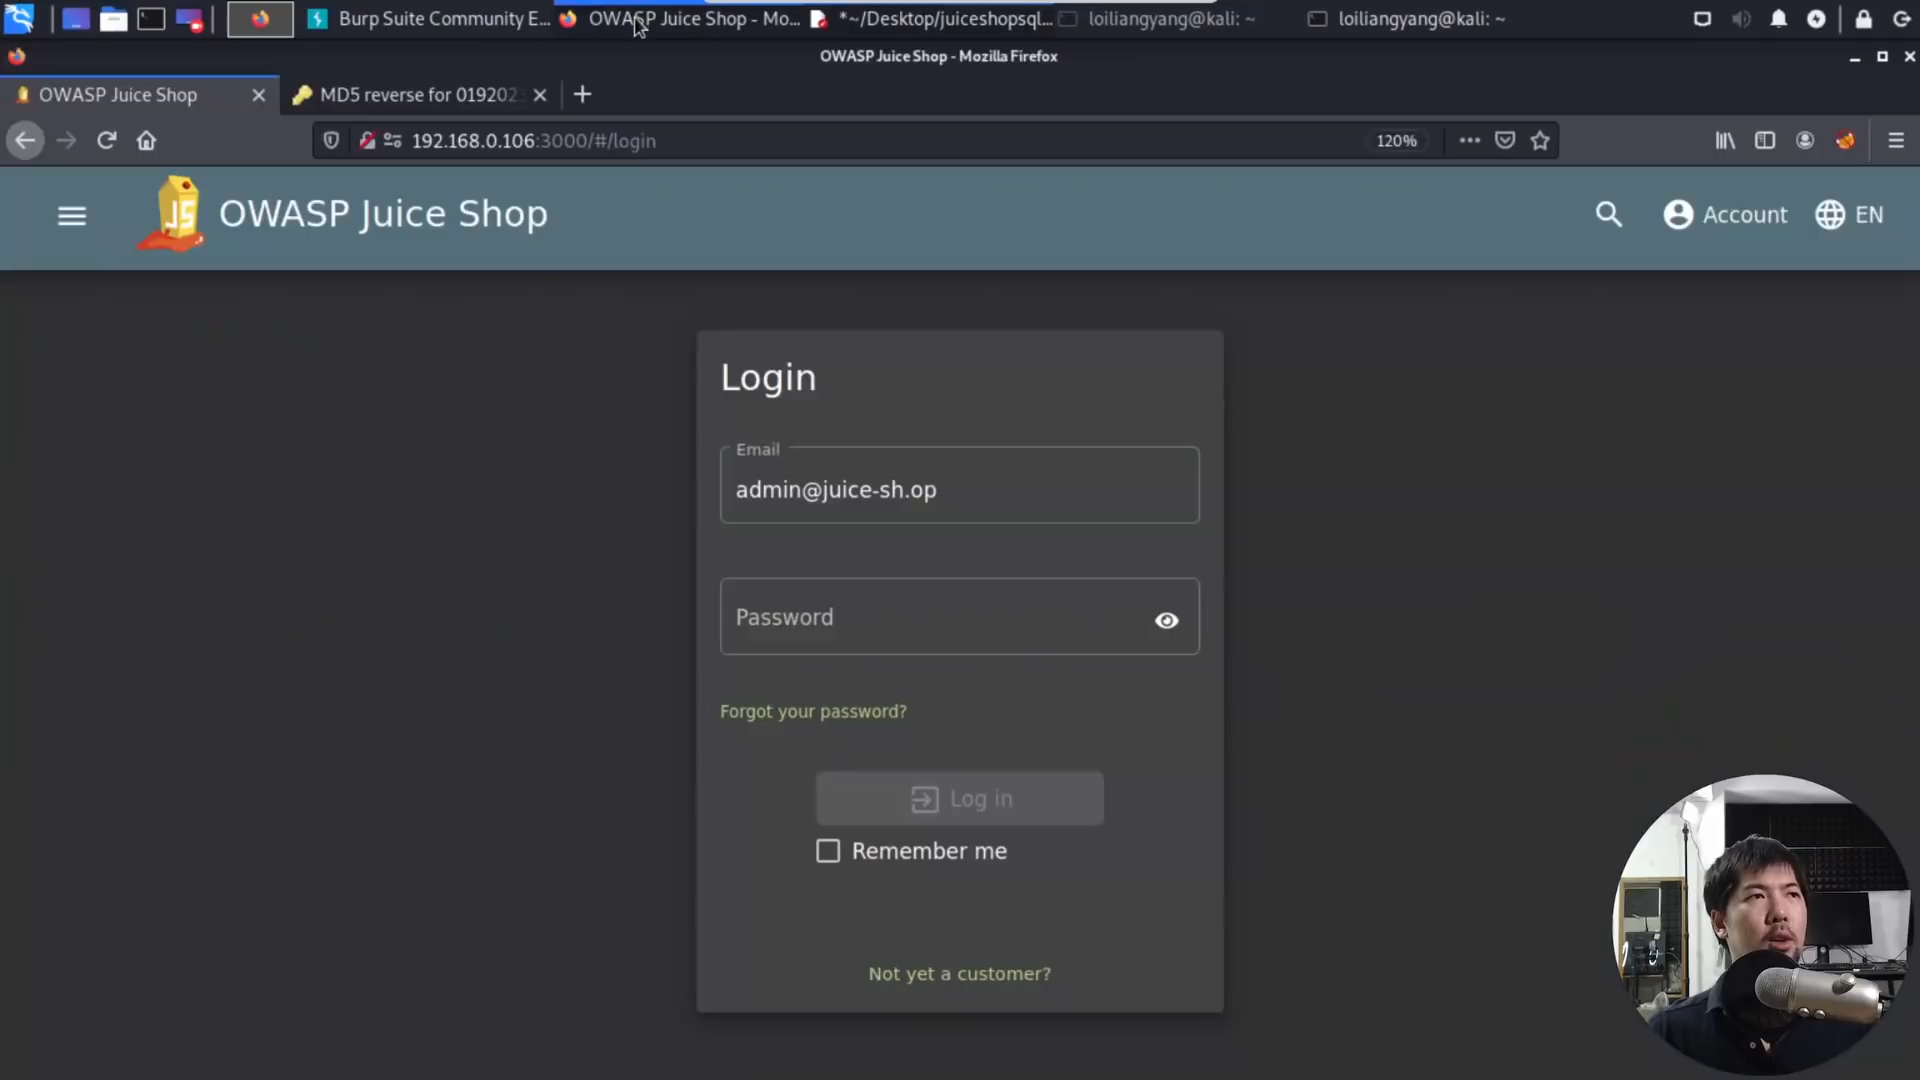 Burp Suite Community E...
OWASP Juice Shop - Mo...
*~/Desktop/juiceshopsql...
loiliangyang@kali: ~
loiliangyang@kali: ~
OWASP Juice Shop - Mozilla Firefox
OWASP Juice Shop
MD5 reverse for 019202
192.168.0.106:3000/#/login
120%
JS
OWASP Juice Shop
Account
EN
Login
Email
admin@juice-sh.op
Password
Forgot your password?
Log in
Remember me
Not yet a customer?